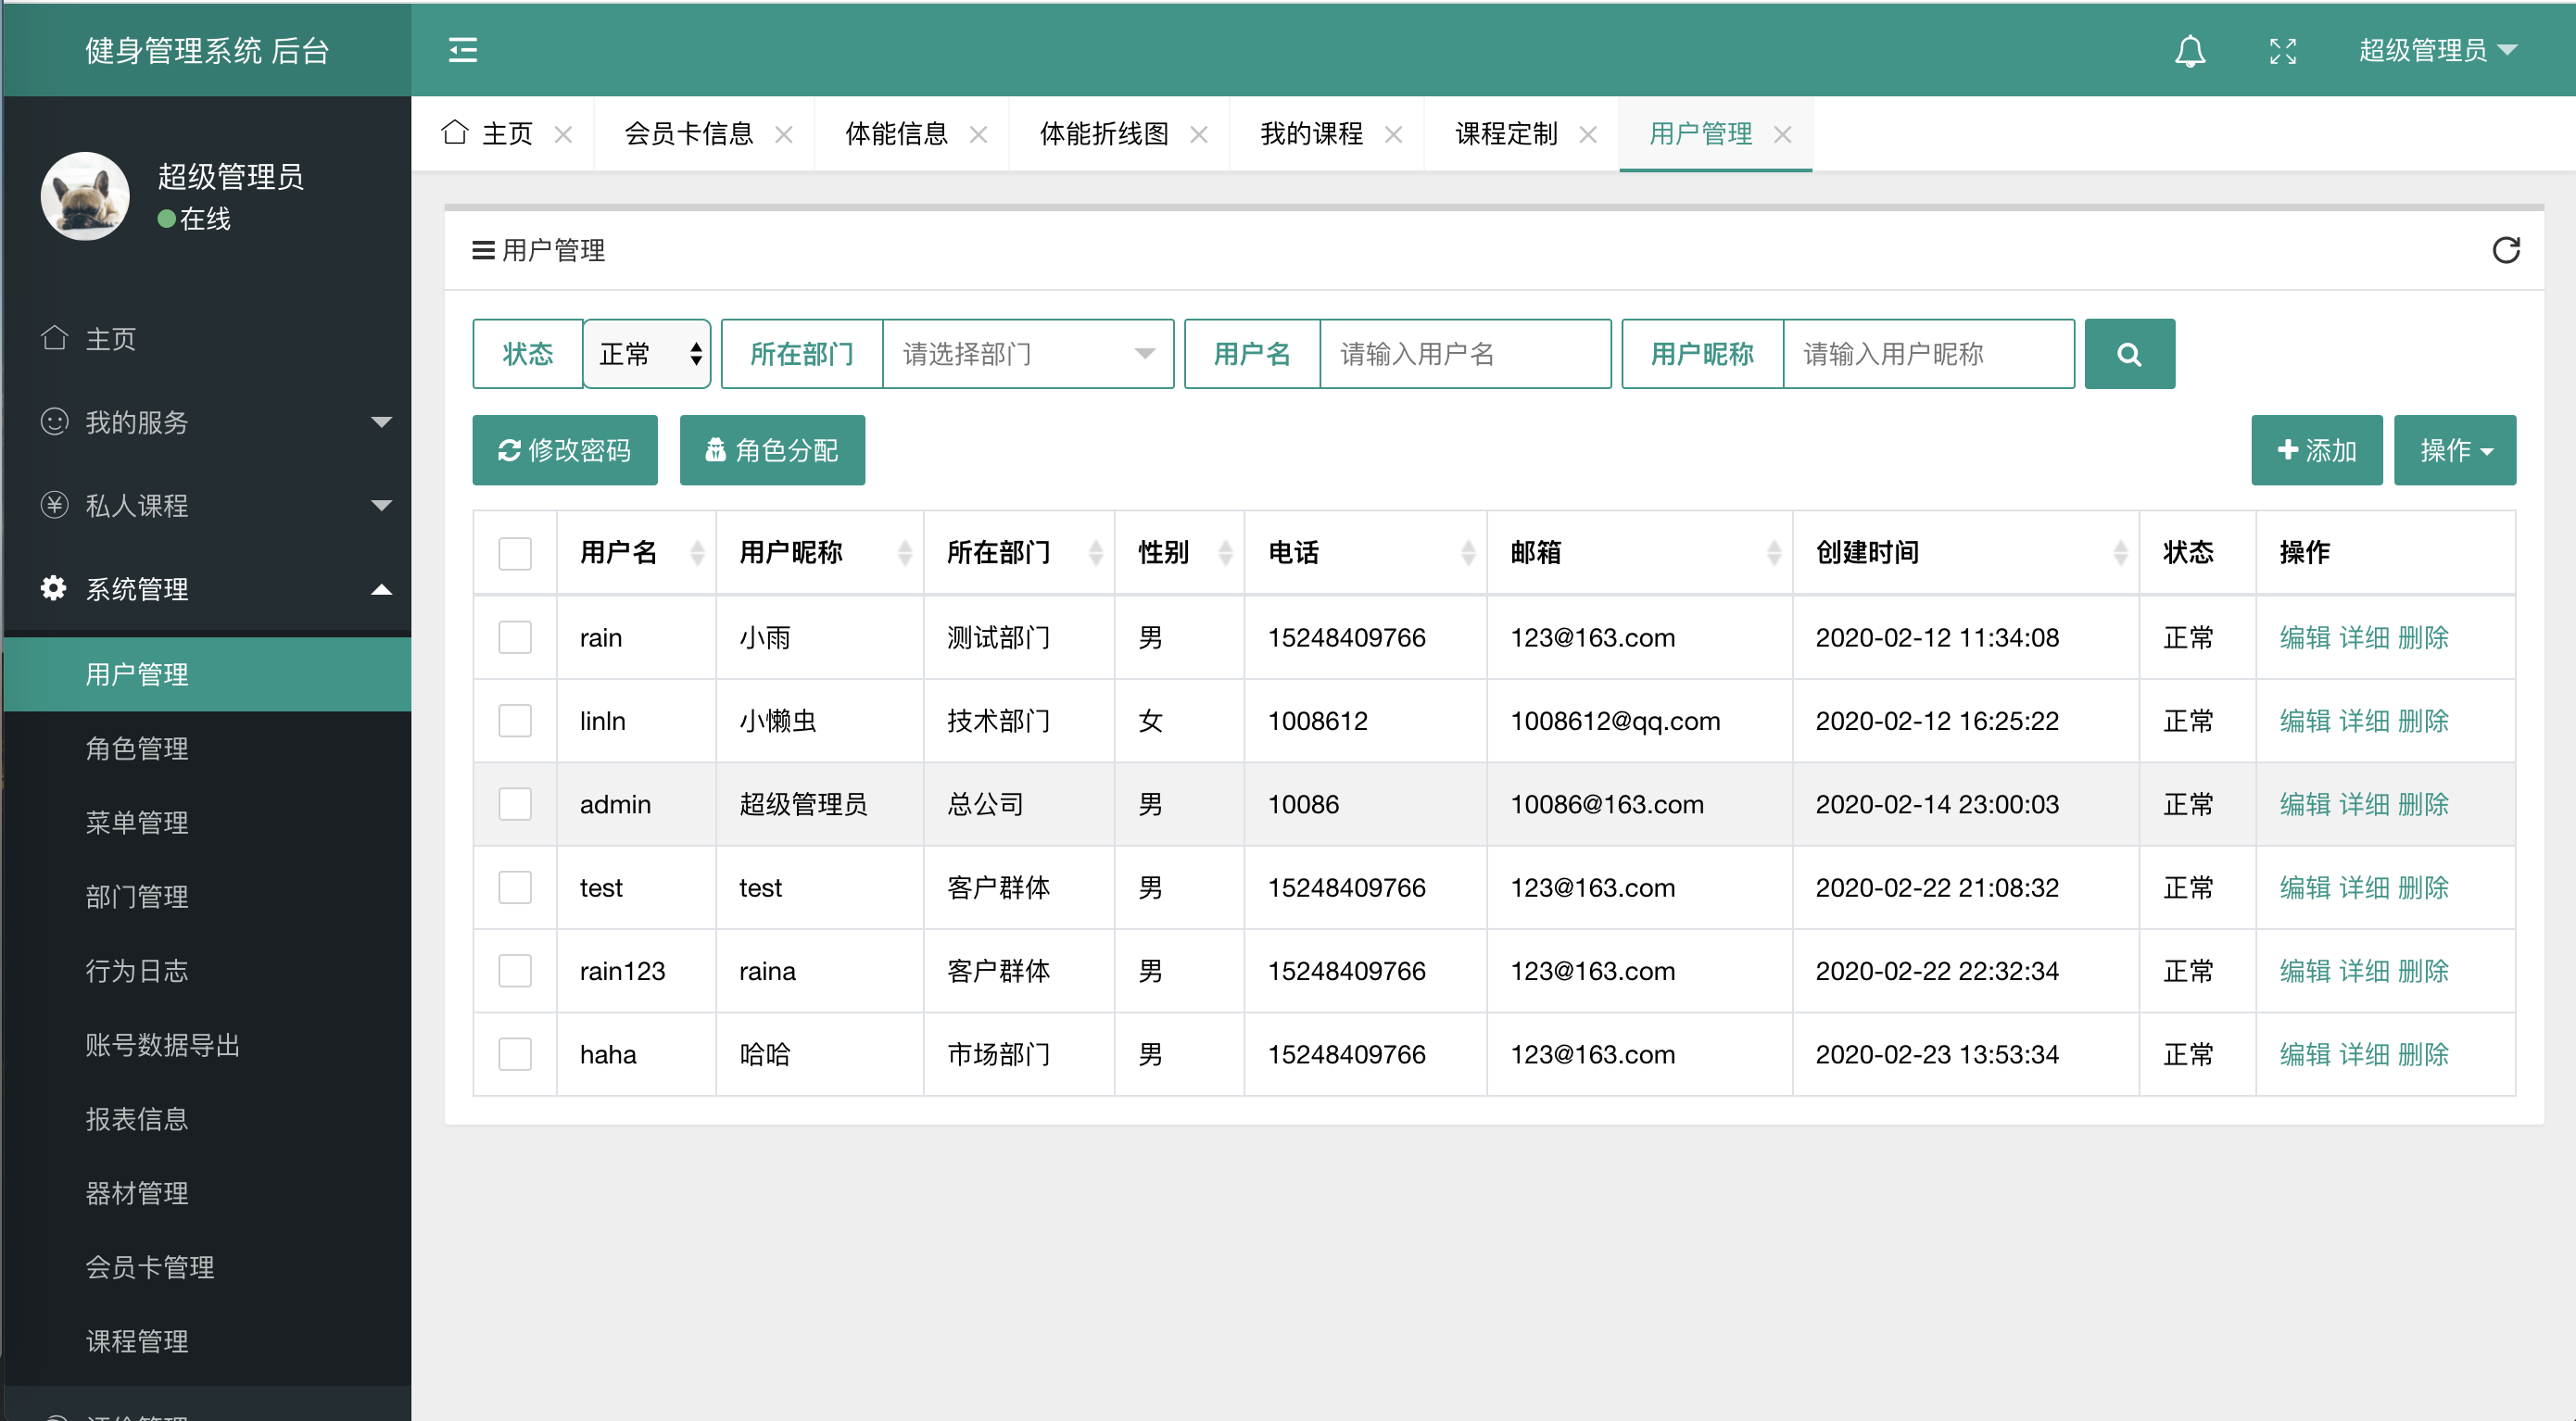 健身管理系统 后台
超级管理员
超级管理员
在线
主页
我的服务
私人课程
系统管理
用户管理
角色管理
菜单管理
部门管理
行为日志
账号数据导出
报表信息
器材管理
会员卡管理
课程管理
主页 会员卡信息 体能信息 体能折线图 我的课程 课程定制 用户管理
用户管理
状态 正常 所在部门 请选择部门 用户名 请输入用户名 用户昵称 请输入用户昵称
修改密码 角色分配 添加 操作
用户名 用户昵称 所在部门 性别 电话 邮箱 创建时间 状态 操作
rain 小雨 测试部门 男 15248409766 123@163.com 2020-02-12 11:34:08 正常 编辑 详细 删除
linln 小懒虫 技术部门 女 1008612 1008612@qq.com 2020-02-12 16:25:22 正常 编辑 详细 删除
admin 超级管理员 总公司 男 10086 10086@163.com 2020-02-14 23:00:03 正常 编辑 详细 删除
test test 客户群体 男 15248409766 123@163.com 2020-02-22 21:08:32 正常 编辑 详细 删除
rain123 raina 客户群体 男 15248409766 123@163.com 2020-02-22 22:32:34 正常 编辑 详细 删除
haha 哈哈 市场部门 男 15248409766 123@163.com 2020-02-23 13:53:34 正常 编辑 详细 删除